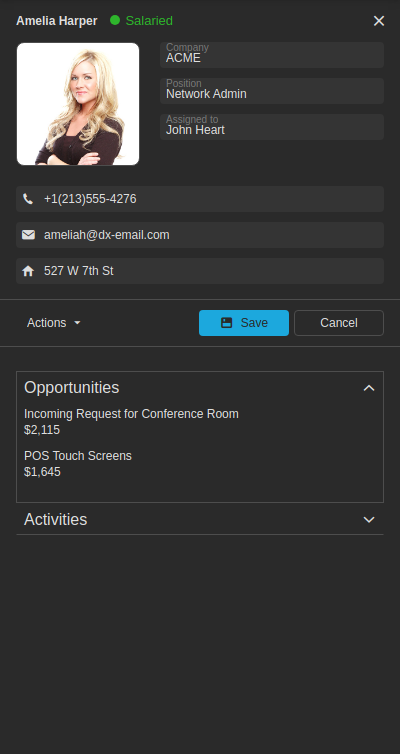 Amelia Harper Salaried
Company
ACME
Position
Network Admin
Assigned to
John Heart
+1(213)555-4276
ameliah@dx-email.com
527 W 7th St
Actions Save Cancel
Opportunities
Incoming Request for Conference Room
$2,115
POS Touch Screens
$1,645
Activities